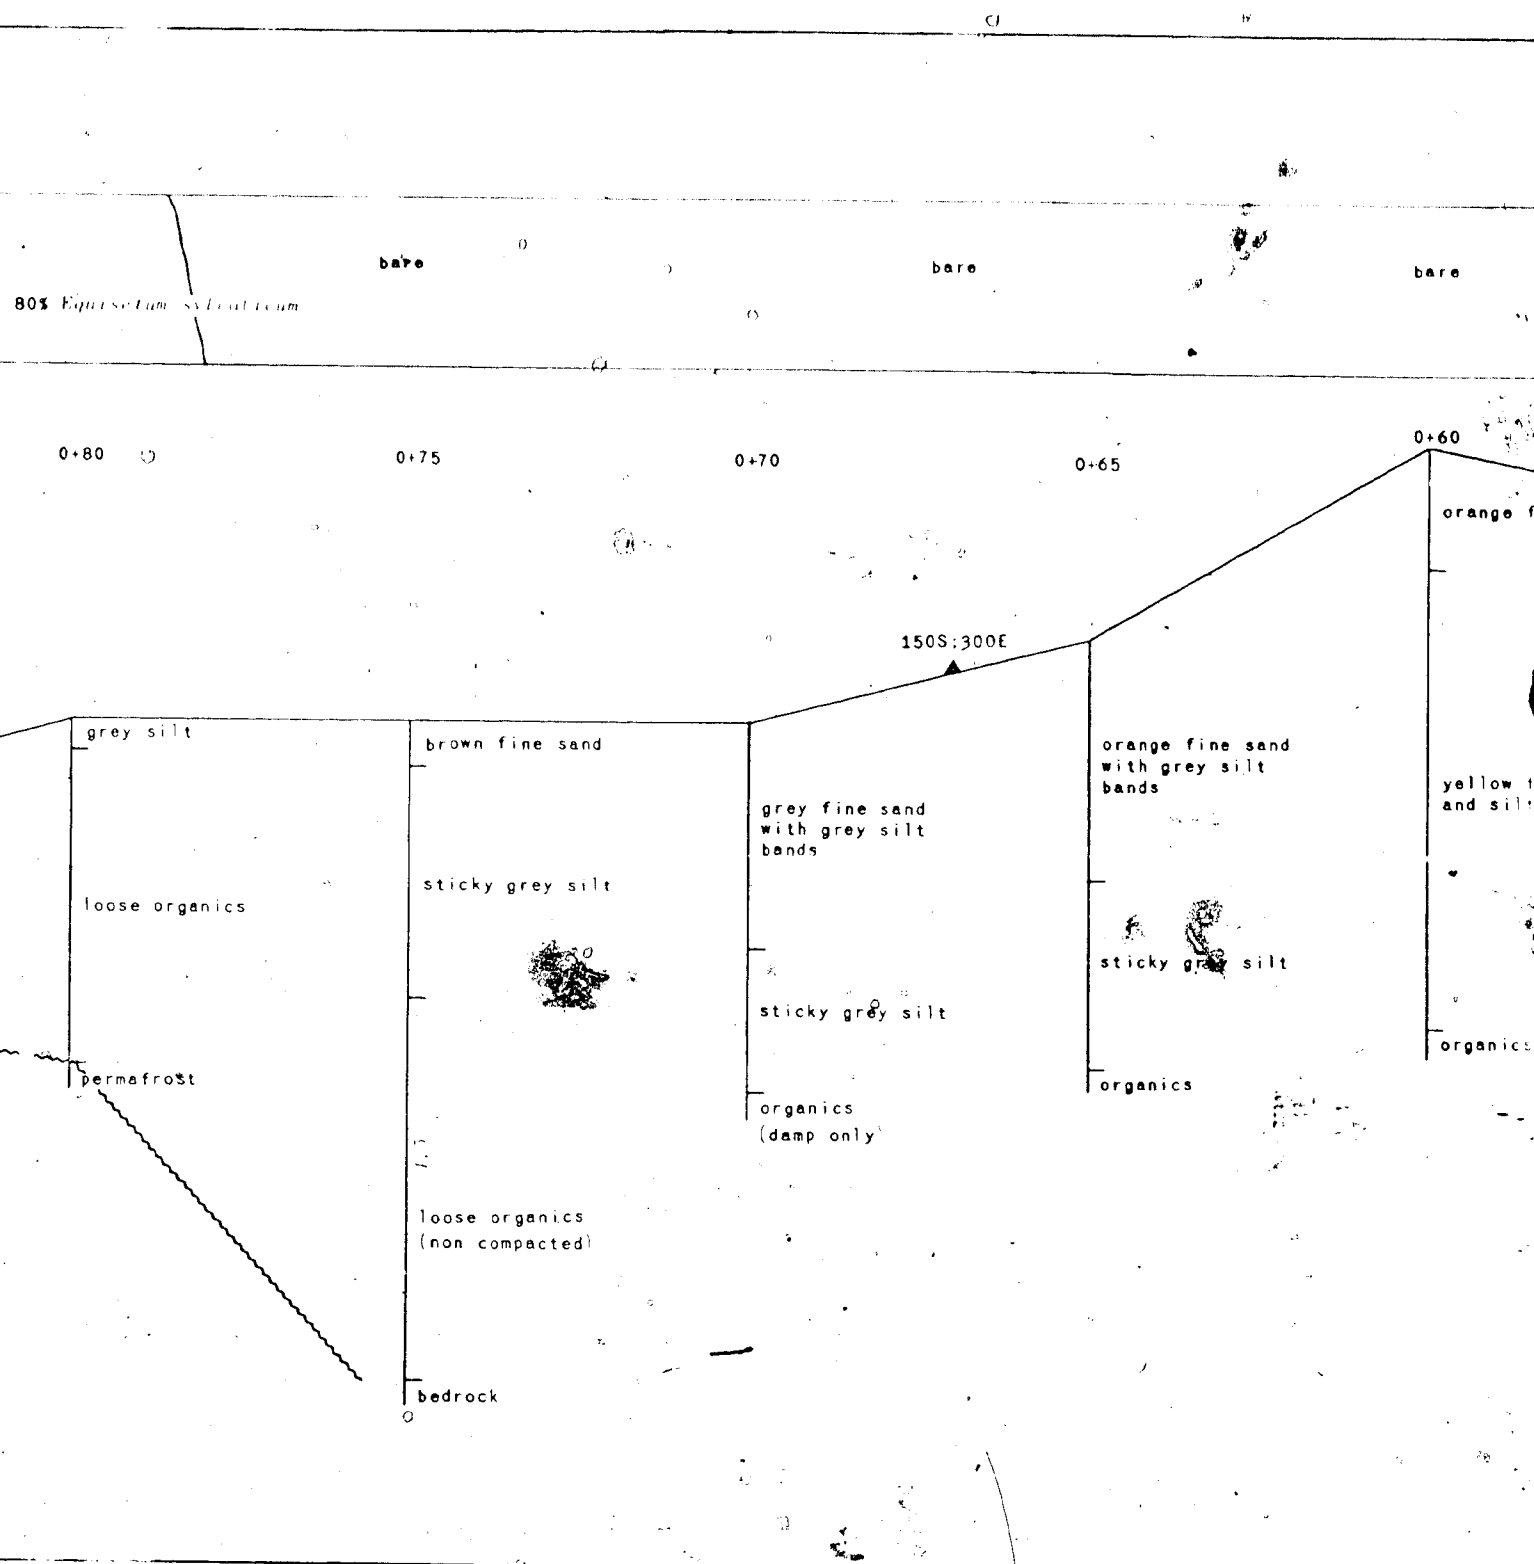 bare
bare
bare
80% Equisetum sylvaticum
0+80
0+75
0+70
0+65
0+60
orange
150S:300E
grey silt
loose organics
permafrost
brown fine sand
sticky grey silt
loose organics
(non compacted)
bedrock
grey fine sand
with grey silt
bands
sticky grey silt
organics
(damp only)
orange fine sand
with grey silt
bands
sticky grey silt
organics
yellow
and
organics